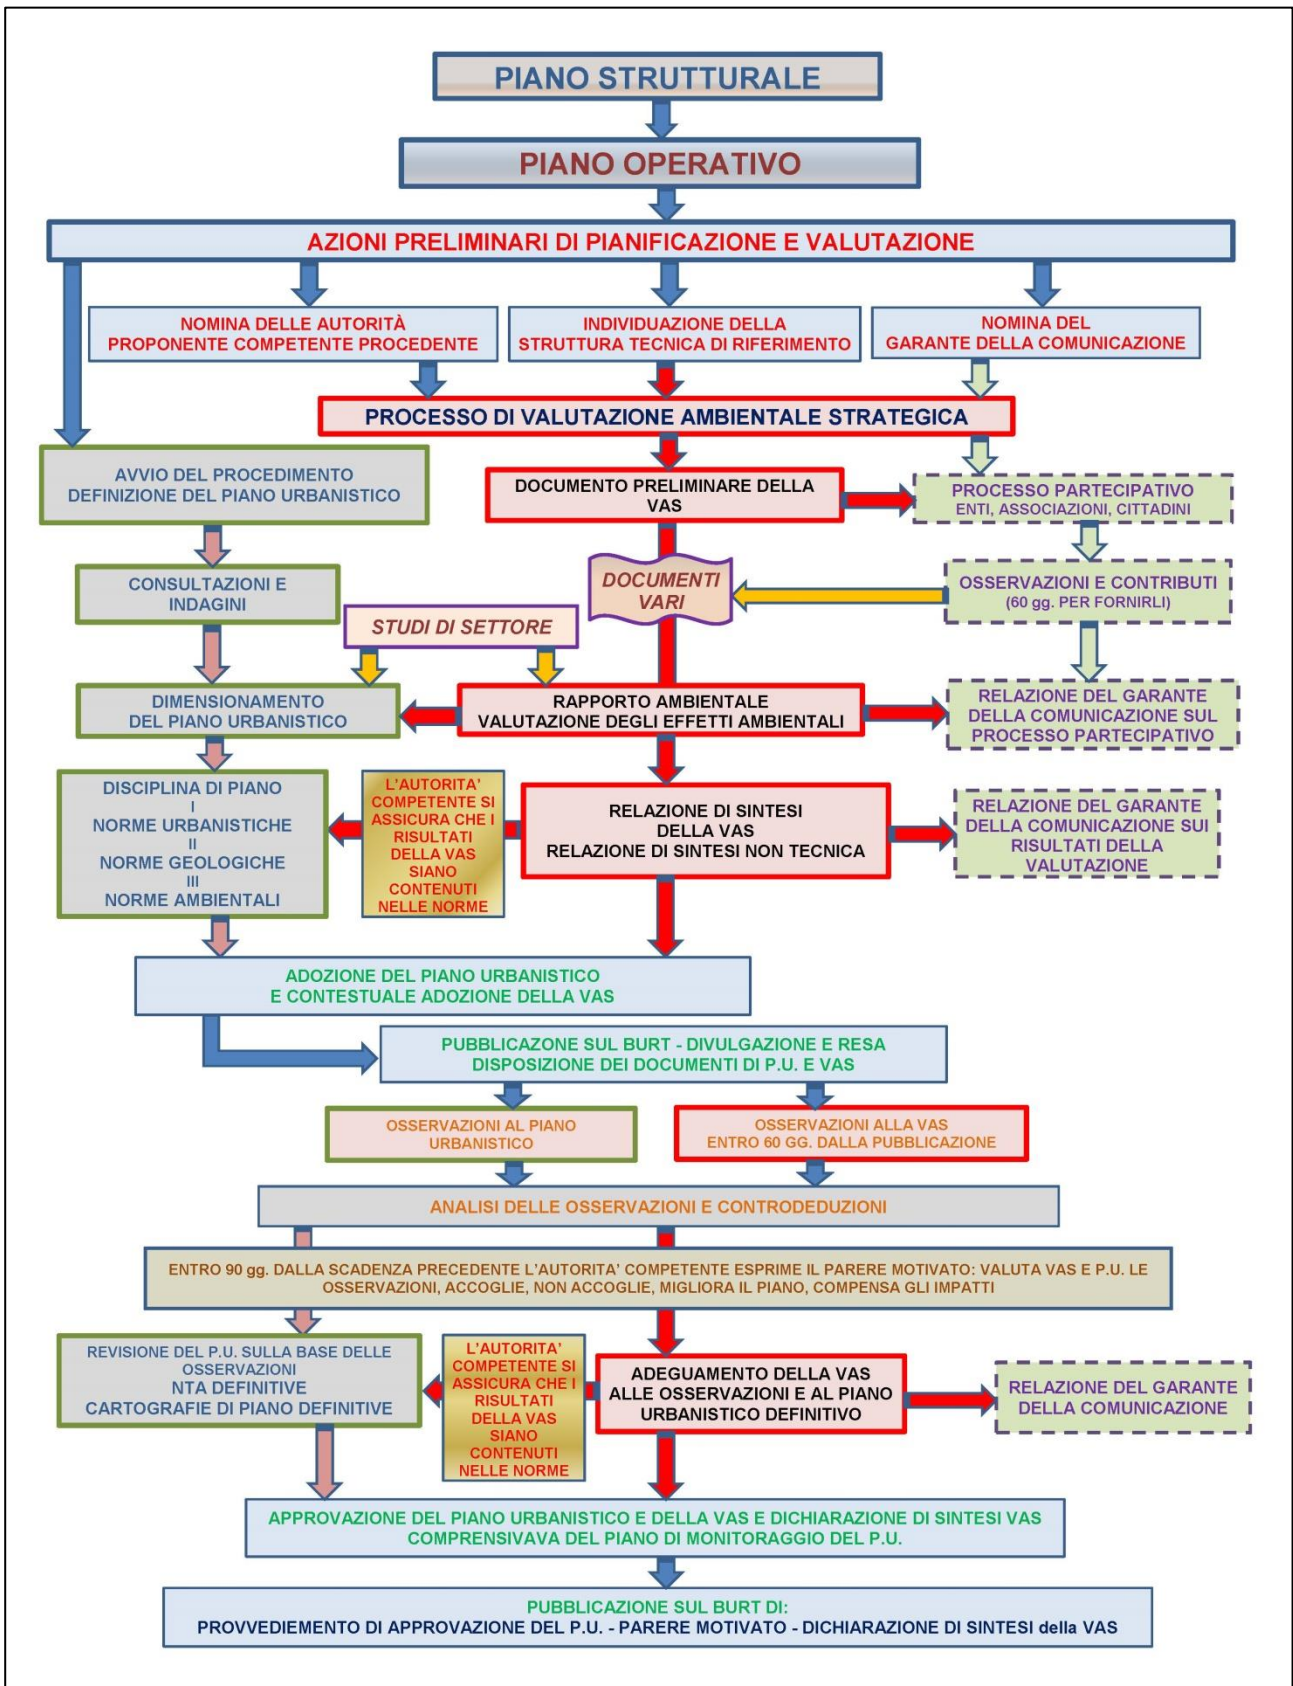 PIANO STRUTTURALE
PIANO OPERATIVO
AZIONI PRELIMINARI DI PIANIFICAZIONE E VALUTAZIONE
NOMINA DELLE AUTORITÀ
PROPONENTE COMPETENTE PROCEDENTE
INDIVIDUAZIONE DELLA
STRUTTURA TECNICA DI RIFERIMENTO
NOMINA DEL
GARANTE DELLA COMUNICAZIONE
PROCESSO DI VALUTAZIONE AMBIENTALE STRATEGICA
AVVIO DEL PROCEDIMENTO
DEFINIZIONE DEL PIANO URBANISTICO
DOCUMENTO PRELIMINARE DELLA
VAS
PROCESSO PARTECIPATIVO
ENTI, ASSOCIAZIONI, CITTADINI
CONSULTAZIONI E
INDAGINI
DOCUMENTI
VARI
OSSERVAZIONI E CONTRIBUTI
(60 gg. PER FORNIRLI)
STUDI DI SETTORE
DIMENSIONAMENTO
DEL PIANO URBANISTICO
RAPPORTO AMBIENTALE
VALUTAZIONE DEGLI EFFETTI AMBIENTALI
RELAZIONE DEL GARANTE
DELLA COMUNICAZIONE SUL
PROCESSO PARTECIPATIVO
DISCIPLINA DI PIANO
I
NORME URBANISTICHE
II
NORME GEOLOGICHE
III
NORME AMBIENTALI
L'AUTORITA'
COMPETENTE SI
ASSICURA CHE I
RISULTATI
DELLA VAS
SIANO
CONTENUTI
NELLE NORME
RELAZIONE DI SINTESI
DELLA VAS
RELAZIONE DI SINTESI NON TECNICA
RELAZIONE DEL GARANTE
DELLA COMUNICAZIONE SUI
RISULTATI DELLA
VALUTAZIONE
ADOZIONE DEL PIANO URBANISTICO
E CONTESTUALE ADOZIONE DELLA VAS
PUBBLICAZONE SUL BURT - DIVULGAZIONE E RESA
DISPOSIZIONE DEI DOCUMENTI DI P.U. E VAS
OSSERVAZIONI AL PIANO
URBANISTICO
OSSERVAZIONI ALLA VAS
ENTRO 60 GG. DALLA PUBBLICAZIONE
ANALISI DELLE OSSERVAZIONI E CONTRODEDUZIONI
ENTRO 90 gg. DALLA SCADENZA PRECEDENTE L'AUTORITA' COMPETENTE ESPRIME IL PARERE MOTIVATO: VALUTA VAS E P.U. LE
OSSERVAZIONI, ACCOGLIE, NON ACCOGLIE, MIGLIORA IL PIANO, COMPENSA GLI IMPATTI
REVISIONE DEL P.U. SULLA BASE DELLE
OSSERVAZIONI
NTA DEFINITIVE
CARTOGRAFIE DI PIANO DEFINITIVE
L'AUTORITA'
COMPETENTE SI
ASSICURA CHE I
RISULTATI
DELLA VAS
SIANO
CONTENUTI
NELLE NORME
ADEGUAMENTO DELLA VAS
ALLE OSSERVAZIONI E AL PIANO
URBANISTICO DEFINITIVO
RELAZIONE DEL GARANTE
DELLA COMUNICAZIONE
APPROVAZIONE DEL PIANO URBANISTICO E DELLA VAS E DICHIARAZIONE DI SINTESI VAS
COMPRENSIVAVA DEL PIANO DI MONITORAGGIO DEL P.U.
PUBBLICAZIONE SUL BURT DI:
PROVVEDIEMENTO DI APPROVAZIONE DEL P.U. - PARERE MOTIVATO - DICHIARAZIONE DI SINTESI della VAS